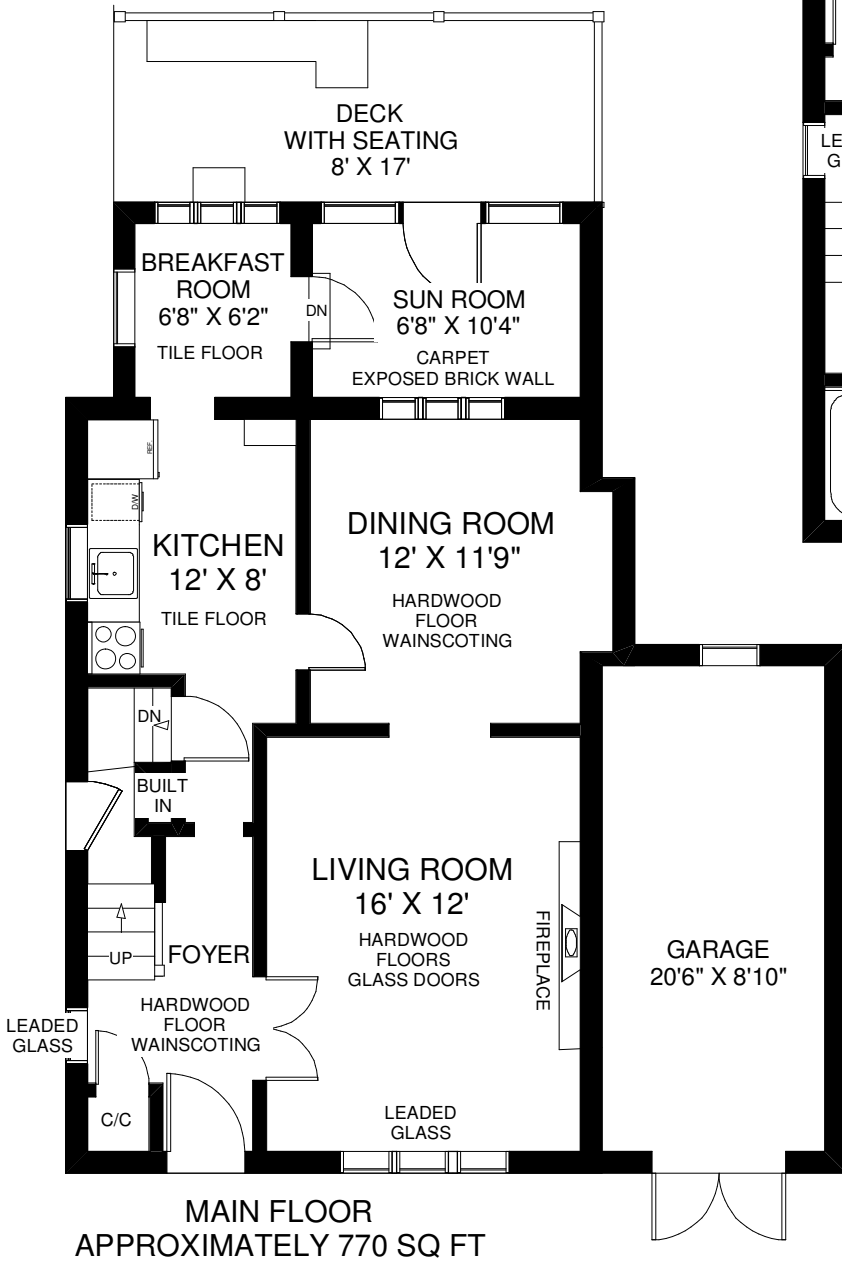 DECK
WITH SEATING
8' X 17'
LE
G
BREAKFAST
ROOM
6'8" X 6'2"
TILE FLOOR
DN
SUN ROOM
6'8" X 10'4"
CARPET
EXPOSED BRICK WALL
REF.
D/W
KITCHEN
12' X 8'
TILE FLOOR
DINING ROOM
12' X 11'9"
HARDWOOD
FLOOR
WAINSCOTING
DN
BUILT
IN
LIVING ROOM
16' X 12'
HARDWOOD
FLOORS
GLASS DOORS
FIREPLACE
UP
FOYER
HARDWOOD
FLOOR
WAINSCOTING
LEADED
GLASS
C/C
LEADED
GLASS
GARAGE
20'6" X 8'10"
MAIN FLOOR
APPROXIMATELY 770 SQ FT